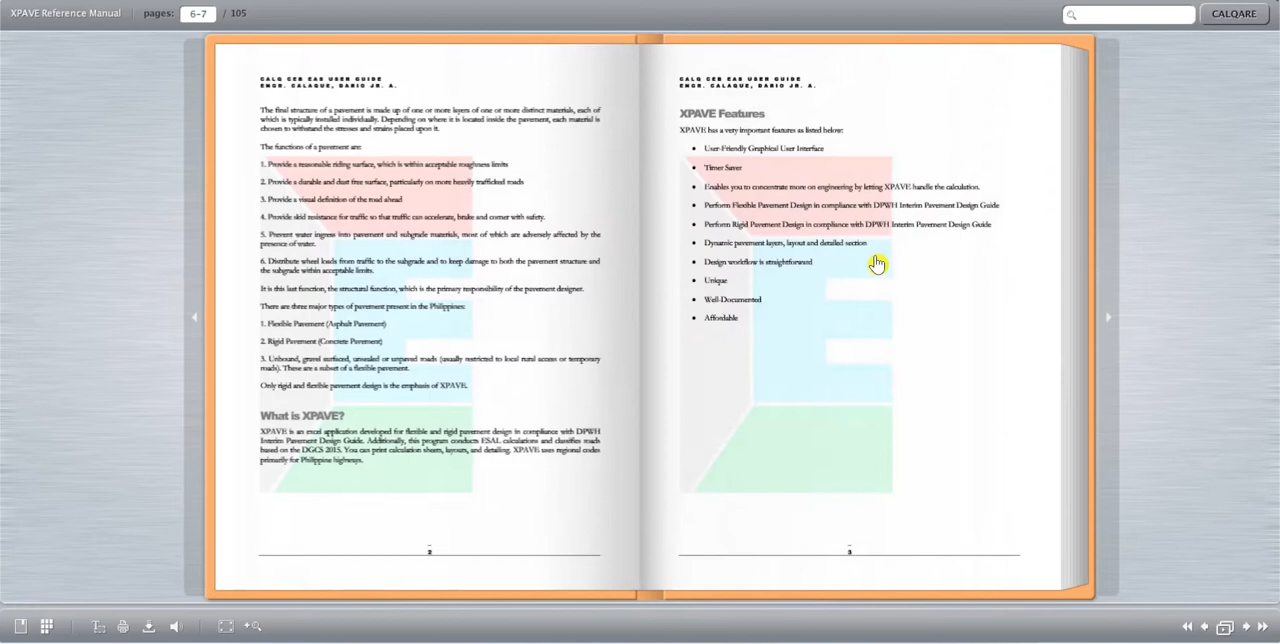 XPAVE Reference Manual
pages: 6-7 / 105
CALQARE
CALQ CEB EAS USER GUIDE
ENGR. CALAQUE, DARIO JR. A.
The final structure of a pavement is made up of one or more layers of one or more distinct materials, each of
which is typically installed individually. Depending on where it is located inside the pavement, each material is
chosen to withstand the stresses and strains placed upon it.
The functions of a pavement are:
1. Provide a reasonable riding surface, which is within acceptable roughness limits
2. Provide a durable and dust free surface, particularly on more heavily trafficked roads
3. Provide a visual definition of the road ahead
4. Provide skid resistance for traffic so that traffic can accelerate, brake and corner with safety.
5. Prevent water ingress into pavement and subgrade materials, most of which are adversely affected by the
presence of water.
6. Distribute wheel loads from traffic to the subgrade and to keep damage to both the pavement structure and
the subgrade within acceptable limits.
It is this last function, the structural function, which is the primary responsibility of the pavement designer.
There are three major types of pavement present in the Philippines:
1. Flexible Pavement (Asphalt Pavement)
2. Rigid Pavement (Concrete Pavement)
3. Unbound, gravel surfaced, unsealed or unpaved roads (usually restricted to local rural access or temporary
roads). These are a subset of a flexible pavement.
Only rigid and flexible pavement design is the emphasis of XPAVE.
What is XPAVE?
XPAVE is an excel application developed for flexible and rigid pavement design in compliance with DPWH
Interim Pavement Design Guide. Additionally, this program conducts ESAL calculations and classifies roads
based on the DGCS 2015. You can print calculation sheets, layouts, and detailing. XPAVE uses regional codes
primarily for Philippine highways.
2
CALQ CEB EAS USER GUIDE
ENGR. CALAQUE, DARIO JR. A.
XPAVE Features
XPAVE has a very important features as listed below:
• User-Friendly Graphical User Interface
• Timer Saver
• Enables you to concentrate more on engineering by letting XPAVE handle the calculation.
• Perform Flexible Pavement Design in compliance with DPWH Interim Pavement Design Guide
• Perform Rigid Pavement Design in compliance with DPWH Interim Pavement Design Guide
• Dynamic pavement layers, layout and detailed section
• Design workflow is straightforward
• Unique
• Well-Documented
• Affordable
3